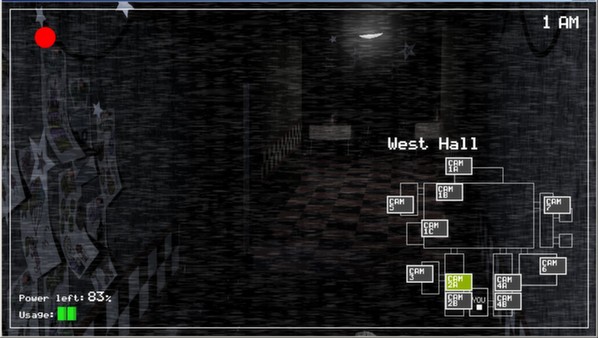 1 AM
West Hall
CAM
1A
CAM
1B
CAM
5
CAM
7
CAM
1C
CAM
6
CAM
3
CAM
2A
CAM
4A
CAM
2B
YOU
CAM
4B
Power left: 83%
Usage: